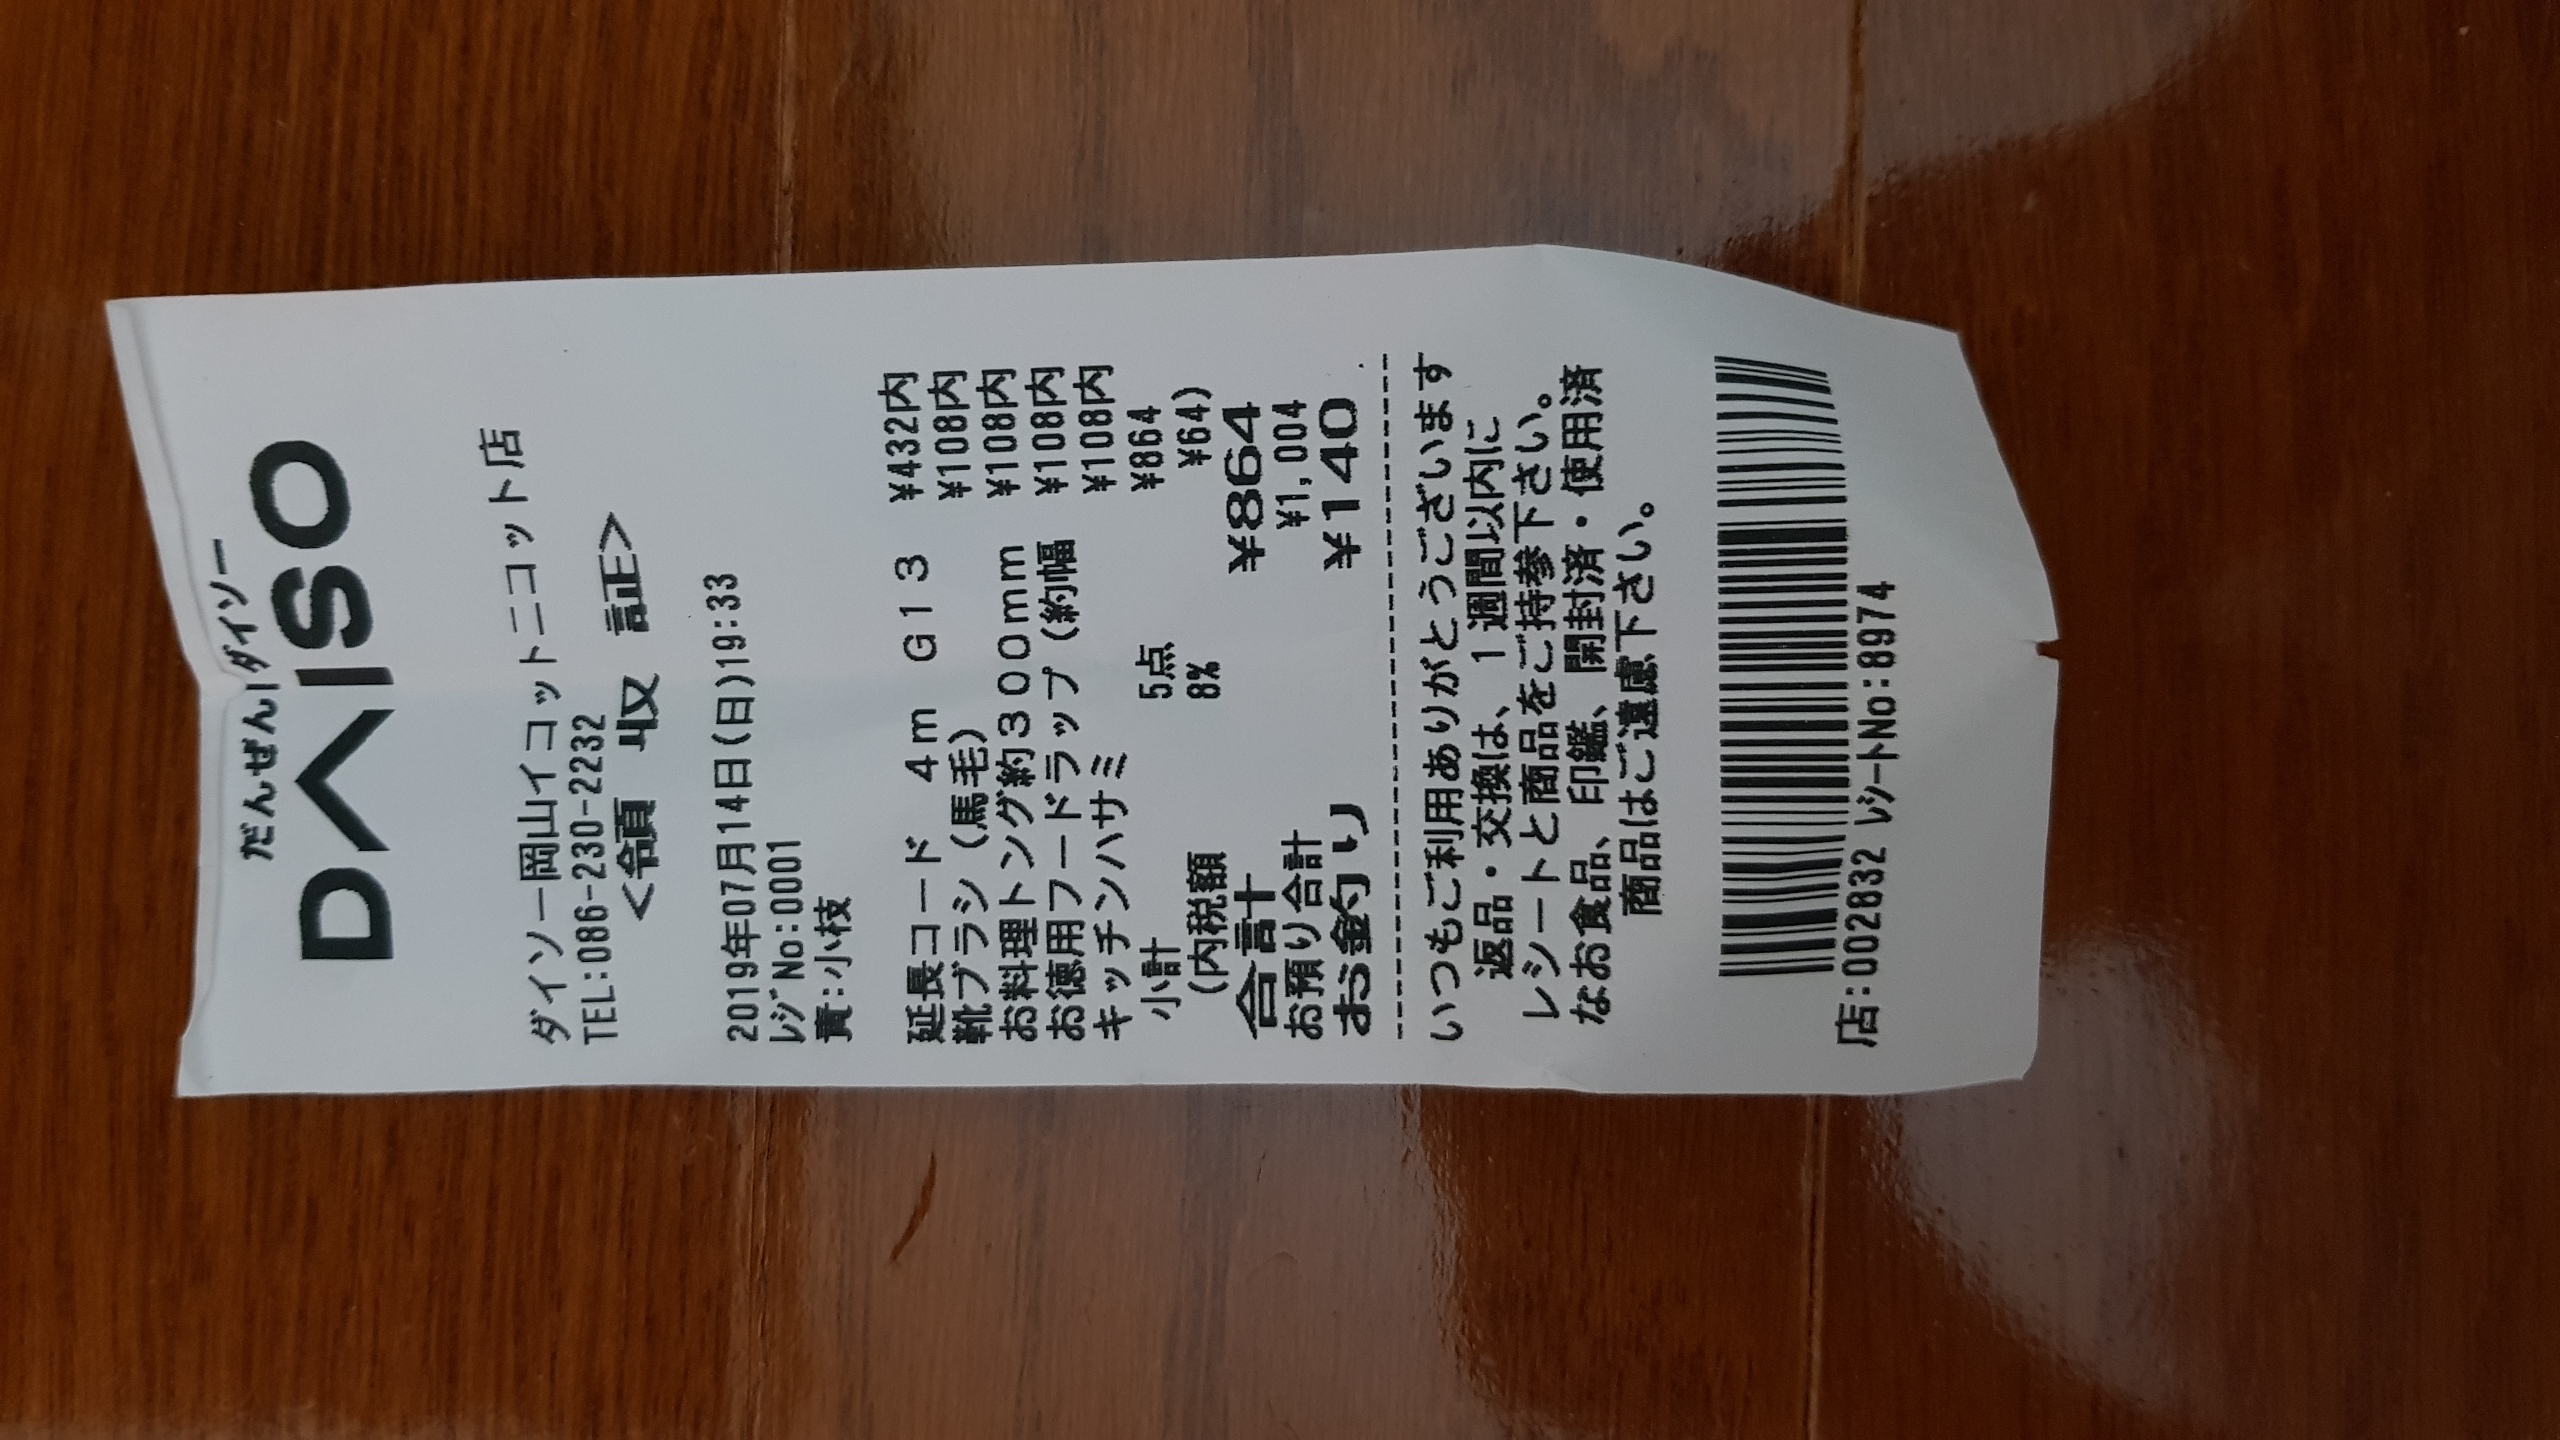 だんぜん!ダイソー
DAISO
ダイソー岡山イコットニコット店
TEL:086-230-2232
<領 収 証>
2019年07月14日(日)19:33
ﾚｼﾞNo:0001
責:小枝
延長コード 4m G13 ¥432内
靴ブラシ(馬毛) ¥108内
お料理トング約300mm ¥108内
お徳用フードラップ(約幅 ¥108内
キッチンハサミ ¥108内
小計 5点 ¥864
(内税額 8% ¥64)
合計 ¥864
お預り合計 ¥1,004
お釣り ¥140
--------------------------------
いつもご利用ありがとうございます
返品・交換は、1週間以内に
レシートと商品をご持参下さい。
なお食品、印鑑、開封済・使用済
商品はご遠慮下さい。
店:002832 ﾚｼｰﾄNo:8974